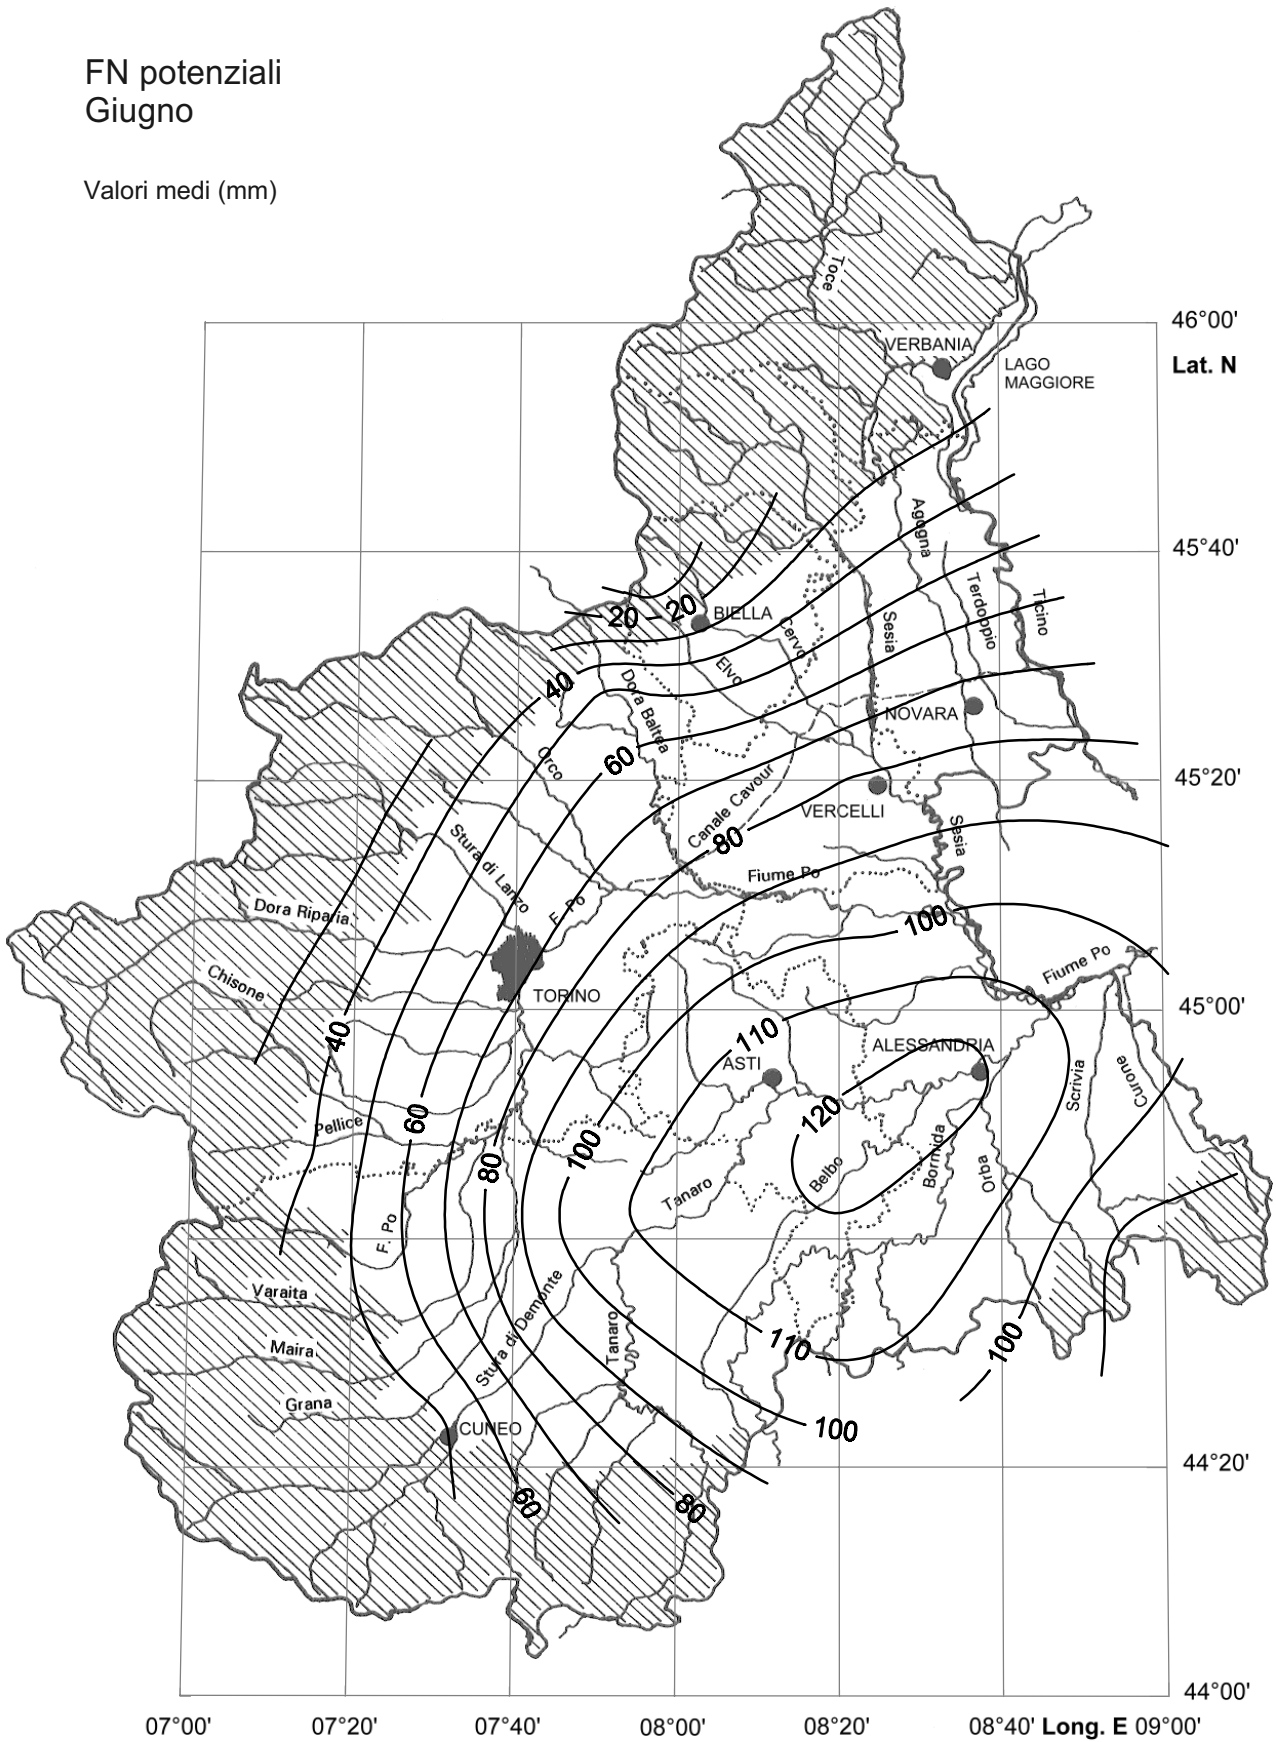 FN potenziali
Giugno
Valori medi (mm)
Toce
46°00'
VERBANIA
Lat. N
LAGO
MAGGIORE
Agogna
45°40'
Terdoppio
Ticino
20
20
BIELLA
Sesia
Cervo
Elvo
40
Dora Baltea
NOVARA
Orco
60
45°20'
Canale Cavour
VERCELLI
80
Sesia
Stura di Lanzo
Fiume Po
F. Po
Dora Riparia
100
Chisone
Fiume Po
TORINO
45°00'
40
110
ALESSANDRIA
ASTI
Scrivia
Curone
60
120
Pellice
100
80
Belbo
Bormida
Orba
Tanaro
F. Po
Varaita
Stura di Demonte
Tanaro
Maira
110
100
Grana
CUNEO
100
44°20'
60
80
44°00'
07°00'
07°20'
07°40'
08°00'
08°20'
08°40'
Long. E
09°00'